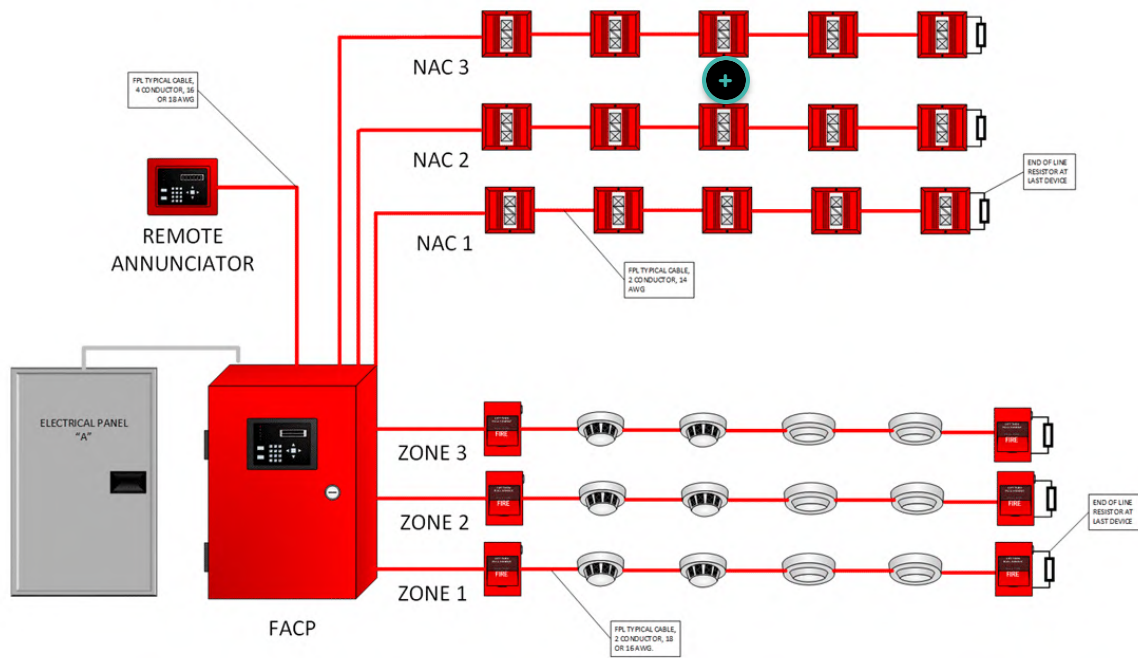 NAC 3
FPL TYPICAL CABLE,
4 CONDUCTOR, 16
OR 18 AWG
NAC 2
END OF LINE
RESISTOR AT
LAST DEVICE
NAC 1
REMOTE
ANNUNCIATOR
FPL TYPICAL CABLE,
2 CONDUCTOR, 14
AWG
ELECTRICAL PANEL
"A"
ZONE 3
FIRE
FIRE
ZONE 2
FIRE
FIRE
END OF LINE
RESISTOR AT
LAST DEVICE
ZONE 1
FIRE
FIRE
FACP
FPL TYPICAL CABLE,
2 CONDUCTOR, 18
OR 16 AWG.